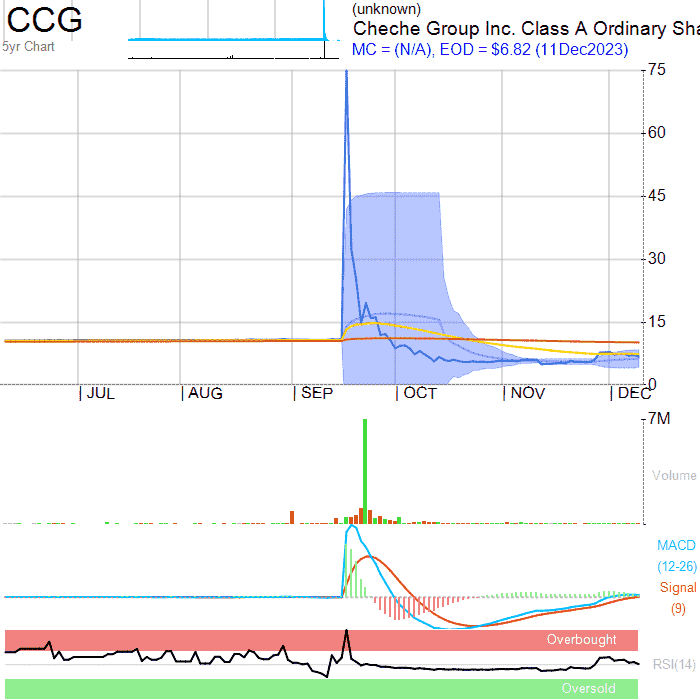 CCG
5yr Chart
(unknown)
Cheche Group Inc. Class A Ordinary Sha
MC = (N/A), EOD = $6.82 (11Dec2023)
75
60
45
30
15
0
JUL
AUG
SEP
OCT
NOV
DEC
7M
Volume
MACD
(12-26)
Signal
(9)
Overbought
RSI(14)
Oversold